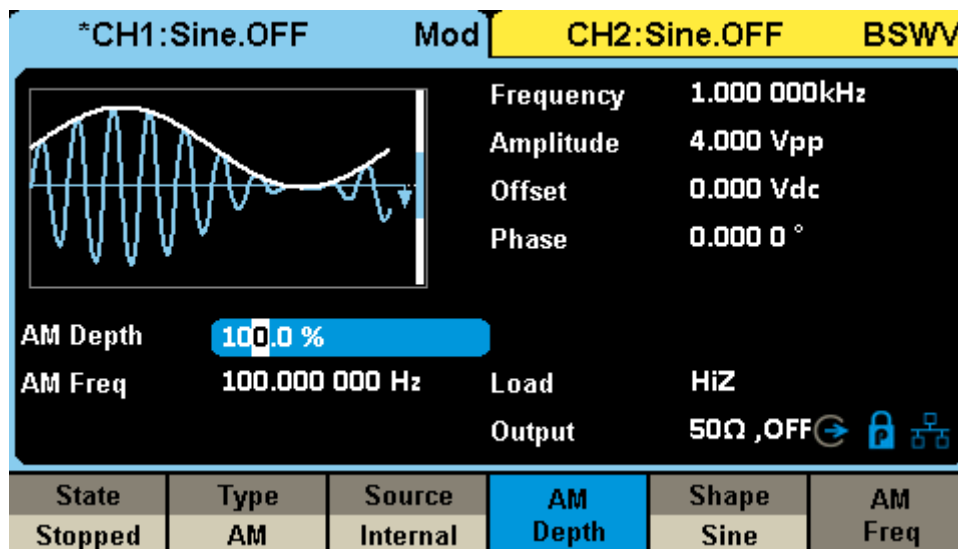 *CH1:Sine.OFF Mod CH2:Sine.OFF BSWV
Frequency 1.000 000kHz
Amplitude 4.000 Vpp
Offset 0.000 Vdc
Phase 0.000 0 °
AM Depth 100.0 %
AM Freq 100.000 000 Hz Load HiZ
Output 50Ω ,OFF P
State Type Source AM Depth Shape AM Freq
Stopped AM Internal Sine